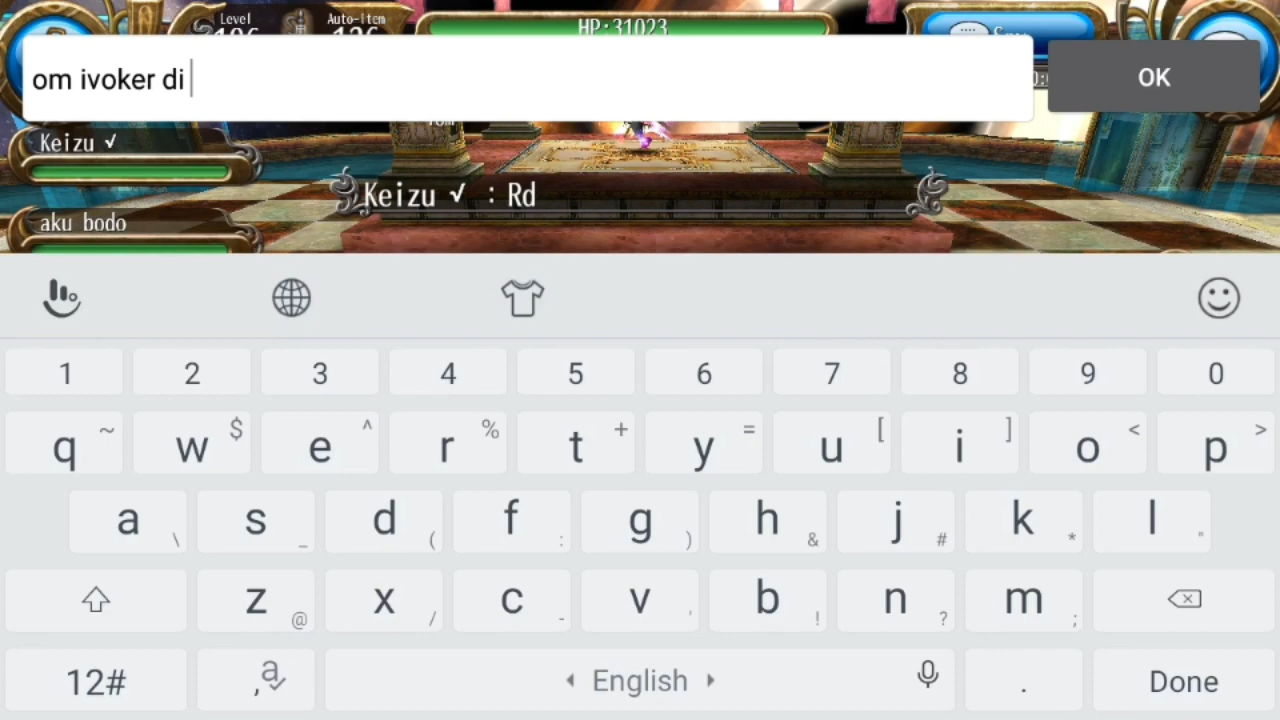 Level
Auto-Item
HP:31023
om ivoker di
OK
Keizu ✓
Keizu ✓ : Rd
aku bodo
1 2 3 4 5 6 7 8 9 0
q ~ w $ e ^ r % t + y = u [ i ] o < p >
a \ s _ d ( f : g ) h & j # k * l "
z @ x / c - v ' b ! n ? m ;
12# , a English . Done